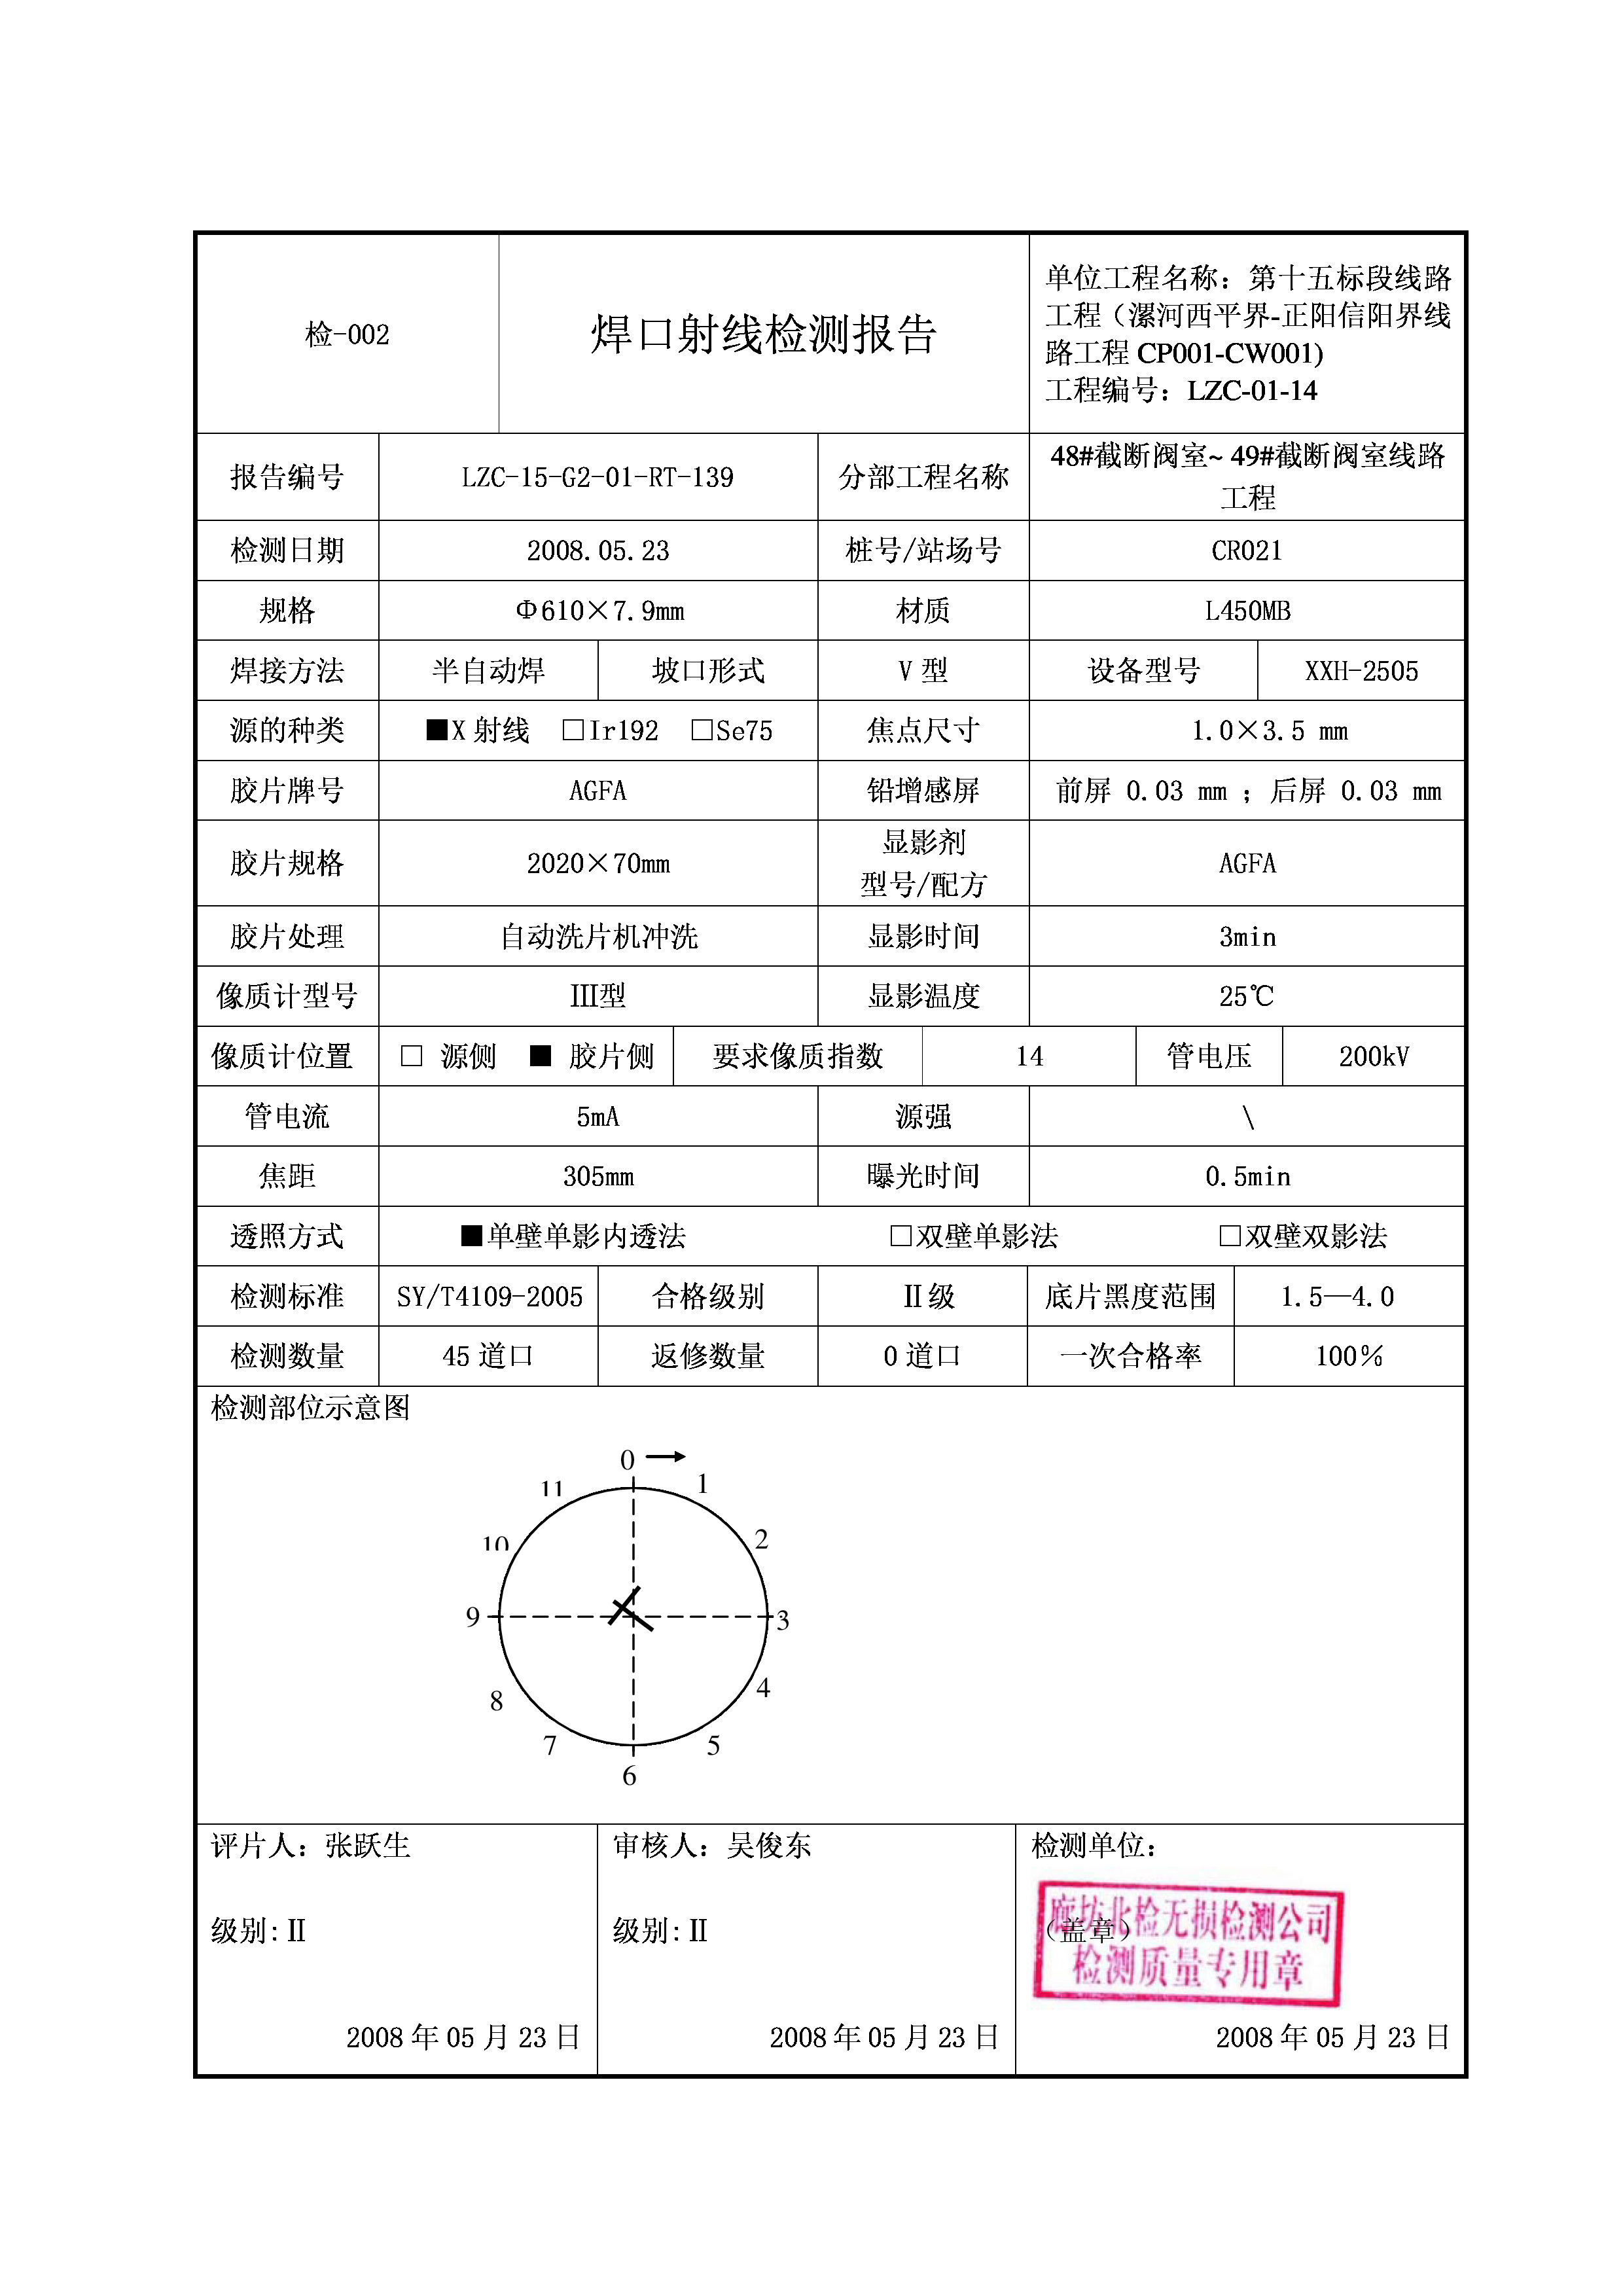 检-002
焊口射线检测报告
单位工程名称：第十五标段线路
工程（漯河西平界-正阳信阳界线
路工程 CP001-CW001)
工程编号：LZC-01-14
报告编号
LZC-15-G2-01-RT-139
分部工程名称
48#截断阀室~ 49#截断阀室线路
工程
检测日期
2008.05.23
桩号/站场号
CR021
规格
Φ610×7.9mm
材质
L450MB
焊接方法
半自动焊
坡口形式
V 型
设备型号
XXH-2505
源的种类
■X 射线 □Ir192 □Se75
焦点尺寸
1.0×3.5 mm
胶片牌号
AGFA
铅增感屏
前屏 0.03 mm ；后屏 0.03 mm
胶片规格
2020×70mm
显影剂
型号/配方
AGFA
胶片处理
自动洗片机冲洗
显影时间
3min
像质计型号
Ⅲ型
显影温度
25℃
像质计位置
□ 源侧 ■ 胶片侧
要求像质指数
14
管电压
200kV
管电流
5mA
源强
\
焦距
305mm
曝光时间
0.5min
透照方式
■单壁单影内透法 □双壁单影法 □双壁双影法
检测标准
SY/T4109-2005
合格级别
Ⅱ级
底片黑度范围
1.5—4.0
检测数量
45 道口
返修数量
0 道口
一次合格率
100%
检测部位示意图
0
1
2
3
4
5
6
7
8
9
10
11
评片人：张跃生
级别:Ⅱ
2008 年 05 月 23 日
审核人：吴俊东
级别:Ⅱ
2008 年 05 月 23 日
检测单位：
（盖章）
廊坊北检无损检测公司
检测质量专用章
2008 年 05 月 23 日